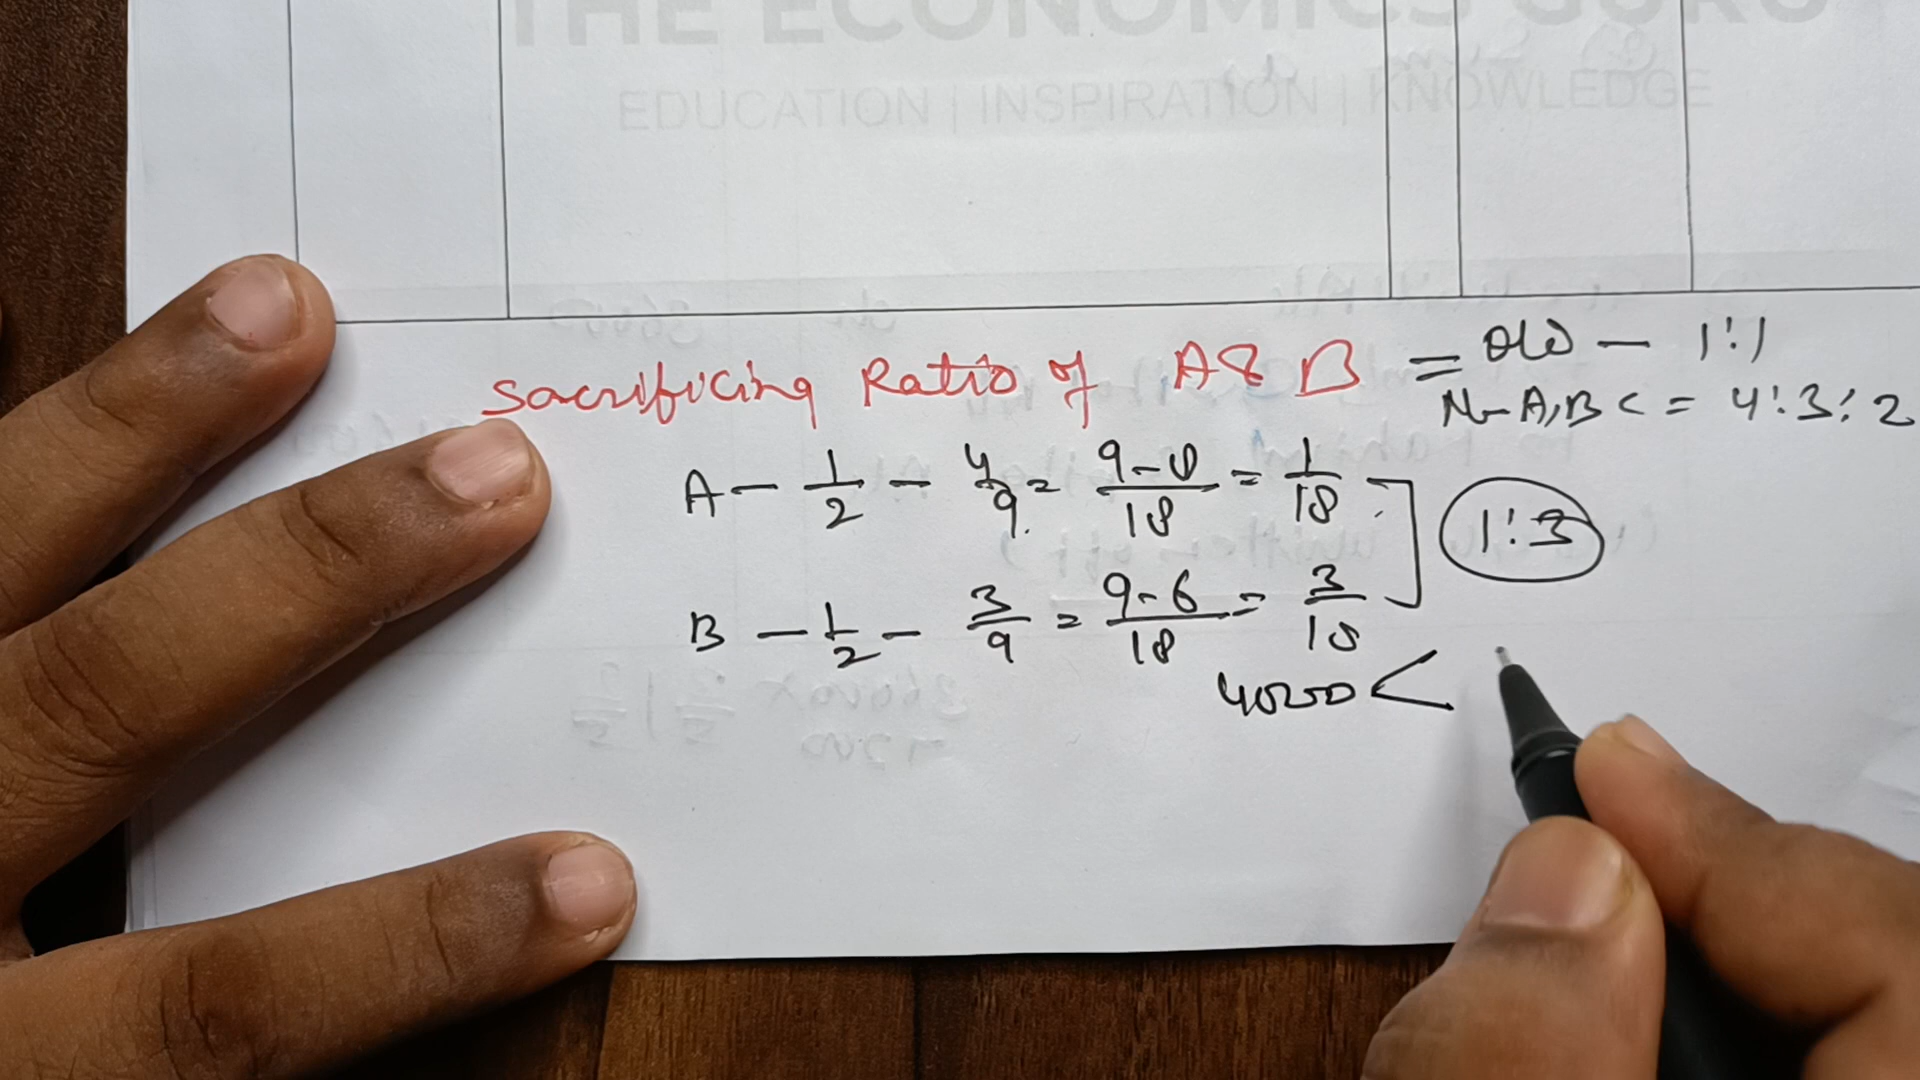 THE ECONOMICS GURU
EDUCATION | INSPIRATION | KNOWLEDGE
Sacrificing Ratio of A & B = Old — 1:1
N – A, B C = 4:3:2
A – 1/2 – 4/9 = 9-8/18 = 1/18
1:3
B – 1/2 – 3/9 = 9-6/18 = 3/18
4000 <